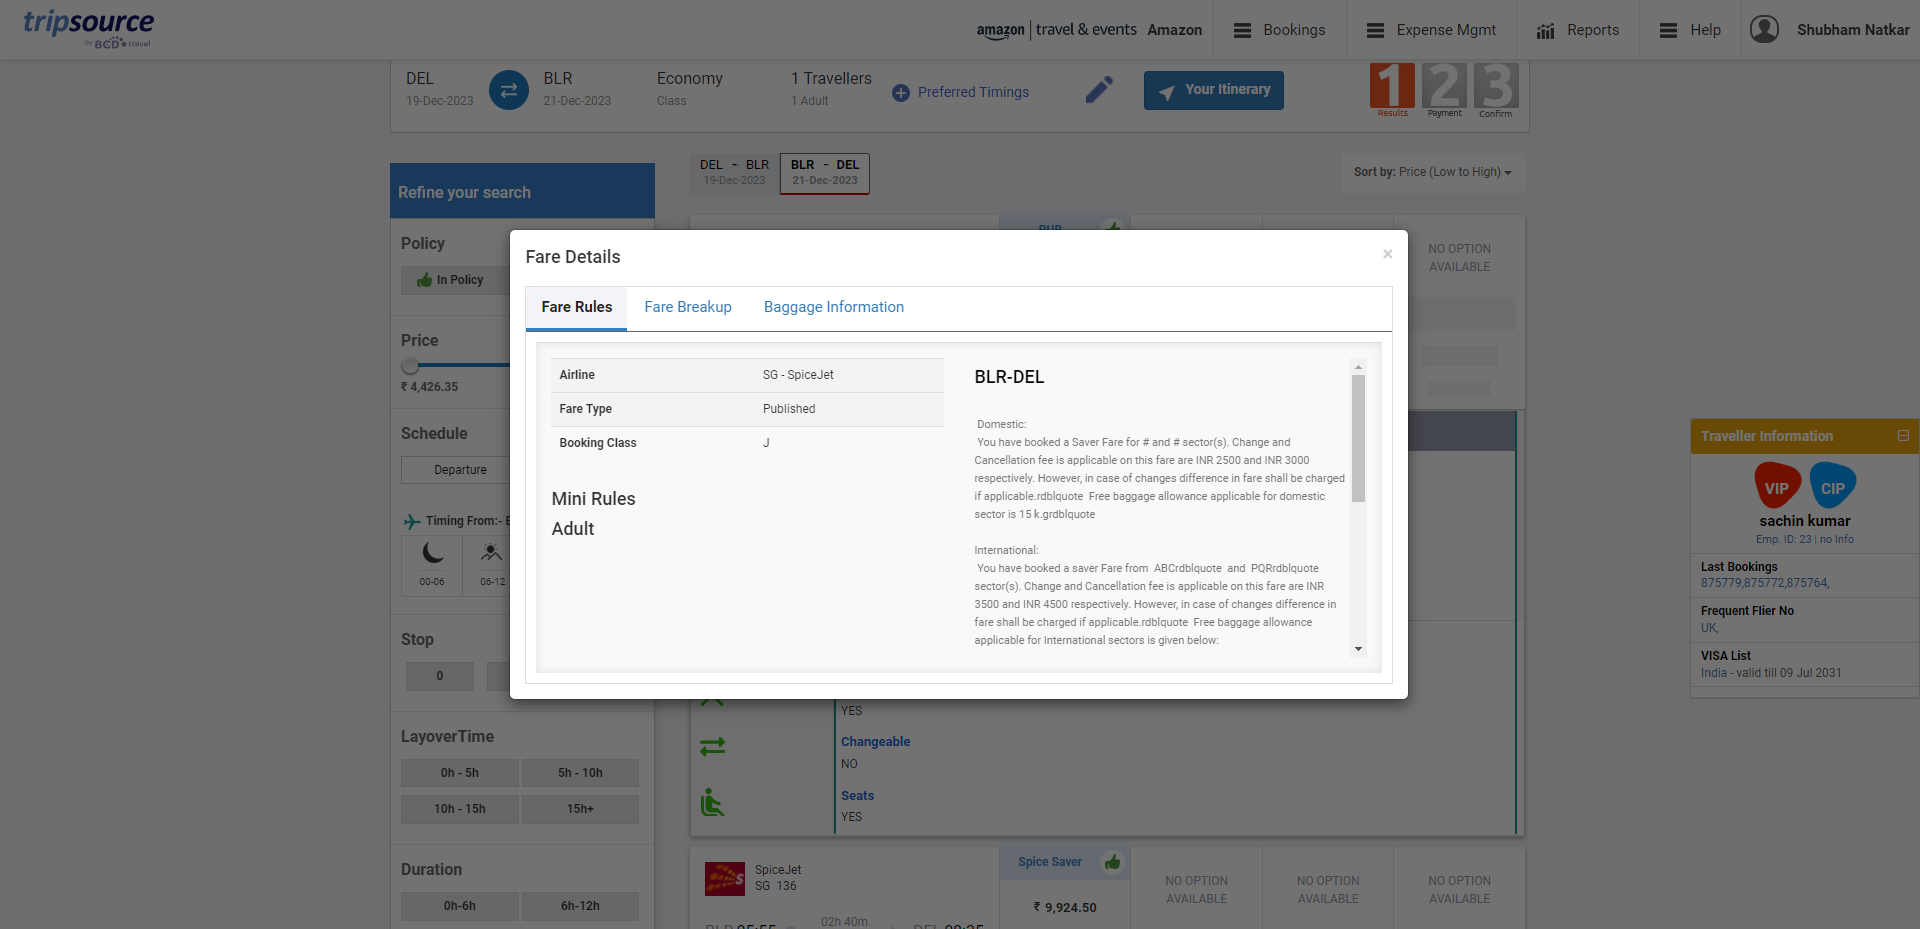 tripsource
by BCD travel
amazon | travel & events Amazon
Bookings
Expense Mgmt
Reports
Help
Shubham Natkar
DEL
19-Dec-2023
BLR
21-Dec-2023
Economy
Class
1 Travellers
1 Adult
Preferred Timings
Your Itinerary
1 2 3
Results Payment Confirm
Refine your search
DEL - BLR
19-Dec-2023
BLR - DEL
21-Dec-2023
Sort by: Price (Low to High)
Policy
In Policy
Price
₹ 4,426.35
Schedule
Departure
Timing From:-
00-06
06-12
Stop
0
LayoverTime
0h - 5h
5h - 10h
10h - 15h
15h+
Duration
0h-6h
6h-12h
NO OPTION
AVAILABLE
Fare Details
×
Fare Rules
Fare Breakup
Baggage Information
Airline SG - SpiceJet
Fare Type Published
Booking Class J
Mini Rules
Adult
BLR-DEL
Domestic:
You have booked a Saver Fare for # and # sector(s). Change and
Cancellation fee is applicable on this fare are INR 2500 and INR 3000
respectively. However, in case of changes difference in fare shall be charged
if applicable.rdblquote Free baggage allowance applicable for domestic
sector is 15 k.grdblquote
International:
You have booked a saver Fare from ABCrdblquote and PQRrdblquote
sector(s). Change and Cancellation fee is applicable on this fare are INR
3500 and INR 4500 respectively. However, in case of changes difference in
fare shall be charged if applicable.rdblquote Free baggage allowance
applicable for International sectors is given below:
YES
Changeable
NO
Seats
YES
SpiceJet
SG 136
02h 40m
Spice Saver
₹ 9,924.50
NO OPTION
AVAILABLE
NO OPTION
AVAILABLE
NO OPTION
AVAILABLE
Traveller Information
VIP
CIP
sachin kumar
Emp. ID: 23 | no Info
Last Bookings
875779,875772,875764,
Frequent Flier No
UK,
VISA List
India - valid till 09 Jul 2031